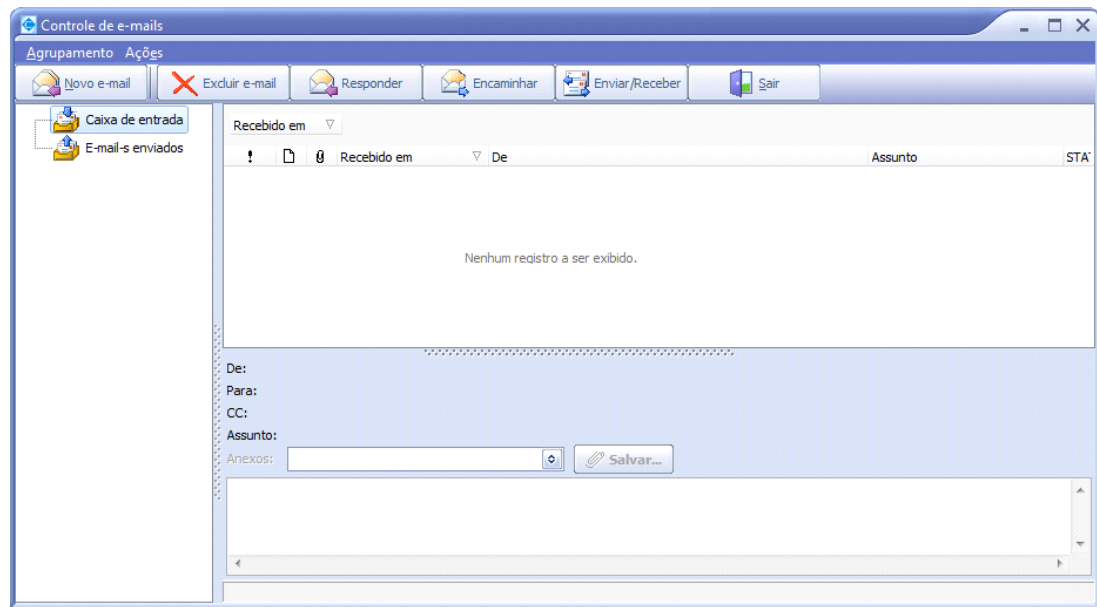 Controle de e-mails
Agrupamento Ações
Novo e-mail Excluir e-mail Responder Encaminhar Enviar/Receber Sair
Caixa de entrada
E-mail-s enviados
Recebido em
! Recebido em De Assunto STAT
Nenhum registro a ser exibido.
De:
Para:
CC:
Assunto:
Anexos: Salvar...